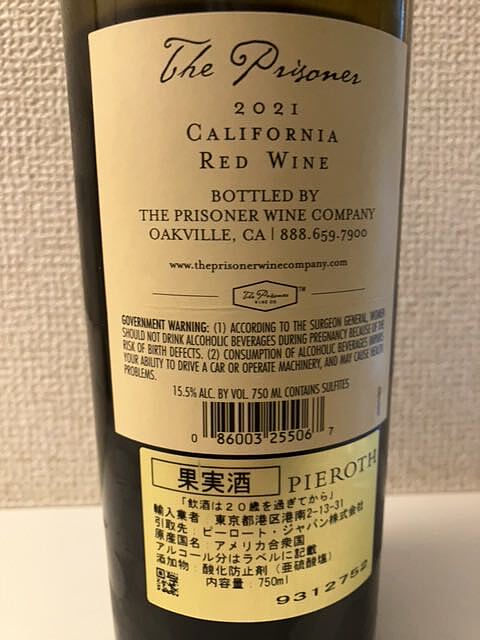 The Prisoner
2021
CALIFORNIA
RED WINE
BOTTLED BY
THE PRISONER WINE COMPANY
OAKVILLE, CA | 888.659.7900
www.theprisonerwinecompany.com
The Prisoner TM
WINE CO.
GOVERNMENT WARNING: (1) ACCORDING TO THE SURGEON GENERAL, WOMEN
SHOULD NOT DRINK ALCOHOLIC BEVERAGES DURING PREGNANCY BECAUSE OF THE
RISK OF BIRTH DEFECTS. (2) CONSUMPTION OF ALCOHOLIC BEVERAGES IMPAIRS
YOUR ABILITY TO DRIVE A CAR OR OPERATE MACHINERY, AND MAY CAUSE HEALTH
PROBLEMS.
15.5% ALC. BY VOL. 750 ML CONTAINS SULFITES
0 86003 25506 7
果実酒 PIEROTH
「飲酒は20歳を過ぎてから」
輸入業者 : 東京都港区港南2-13-31
引取先 : ピーロート・ジャパン株式会社
原産国名 : アメリカ合衆国
アルコール分はラベルに記載
添加物 : 酸化防止剤 (亜硫酸塩)
内容量 : 750ml
9312752